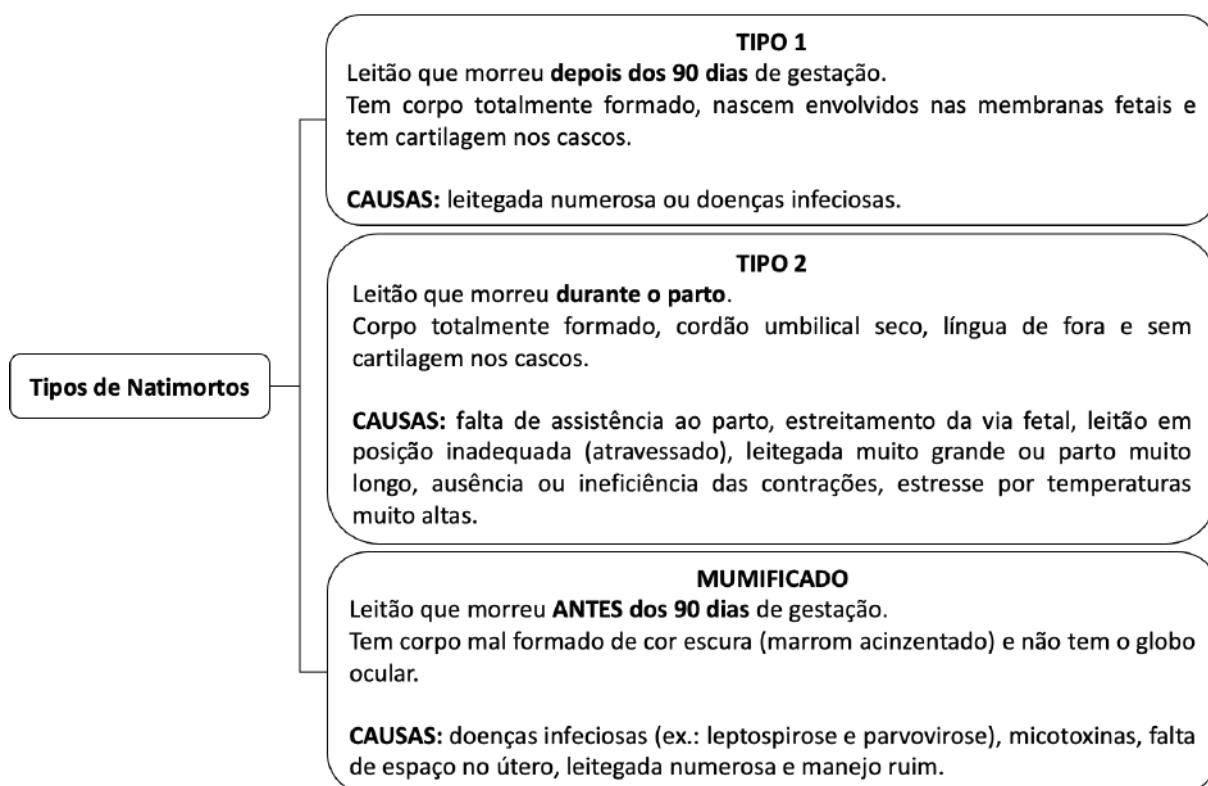 TIPO 1
Leitão que morreu depois dos 90 dias de gestação.
Tem corpo totalmente formado, nascem envolvidos nas membranas fetais e
tem cartilagem nos cascos.
CAUSAS: leitegada numerosa ou doenças infeciosas.
TIPO 2
Leitão que morreu durante o parto.
Corpo totalmente formado, cordão umbilical seco, língua de fora e sem
cartilagem nos cascos.
CAUSAS: falta de assistência ao parto, estreitamento da via fetal, leitão em
posição inadequada (atravessado), leitegada muito grande ou parto muito
longo, ausência ou ineficiência das contrações, estresse por temperaturas
muito altas.
Tipos de Natimortos
MUMIFICADO
Leitão que morreu ANTES dos 90 dias de gestação.
Tem corpo mal formado de cor escura (marrom acinzentado) e não tem o globo
ocular.
CAUSAS: doenças infeciosas (ex.: leptospirose e parvovirose), micotoxinas, falta
de espaço no útero, leitegada numerosa e manejo ruim.